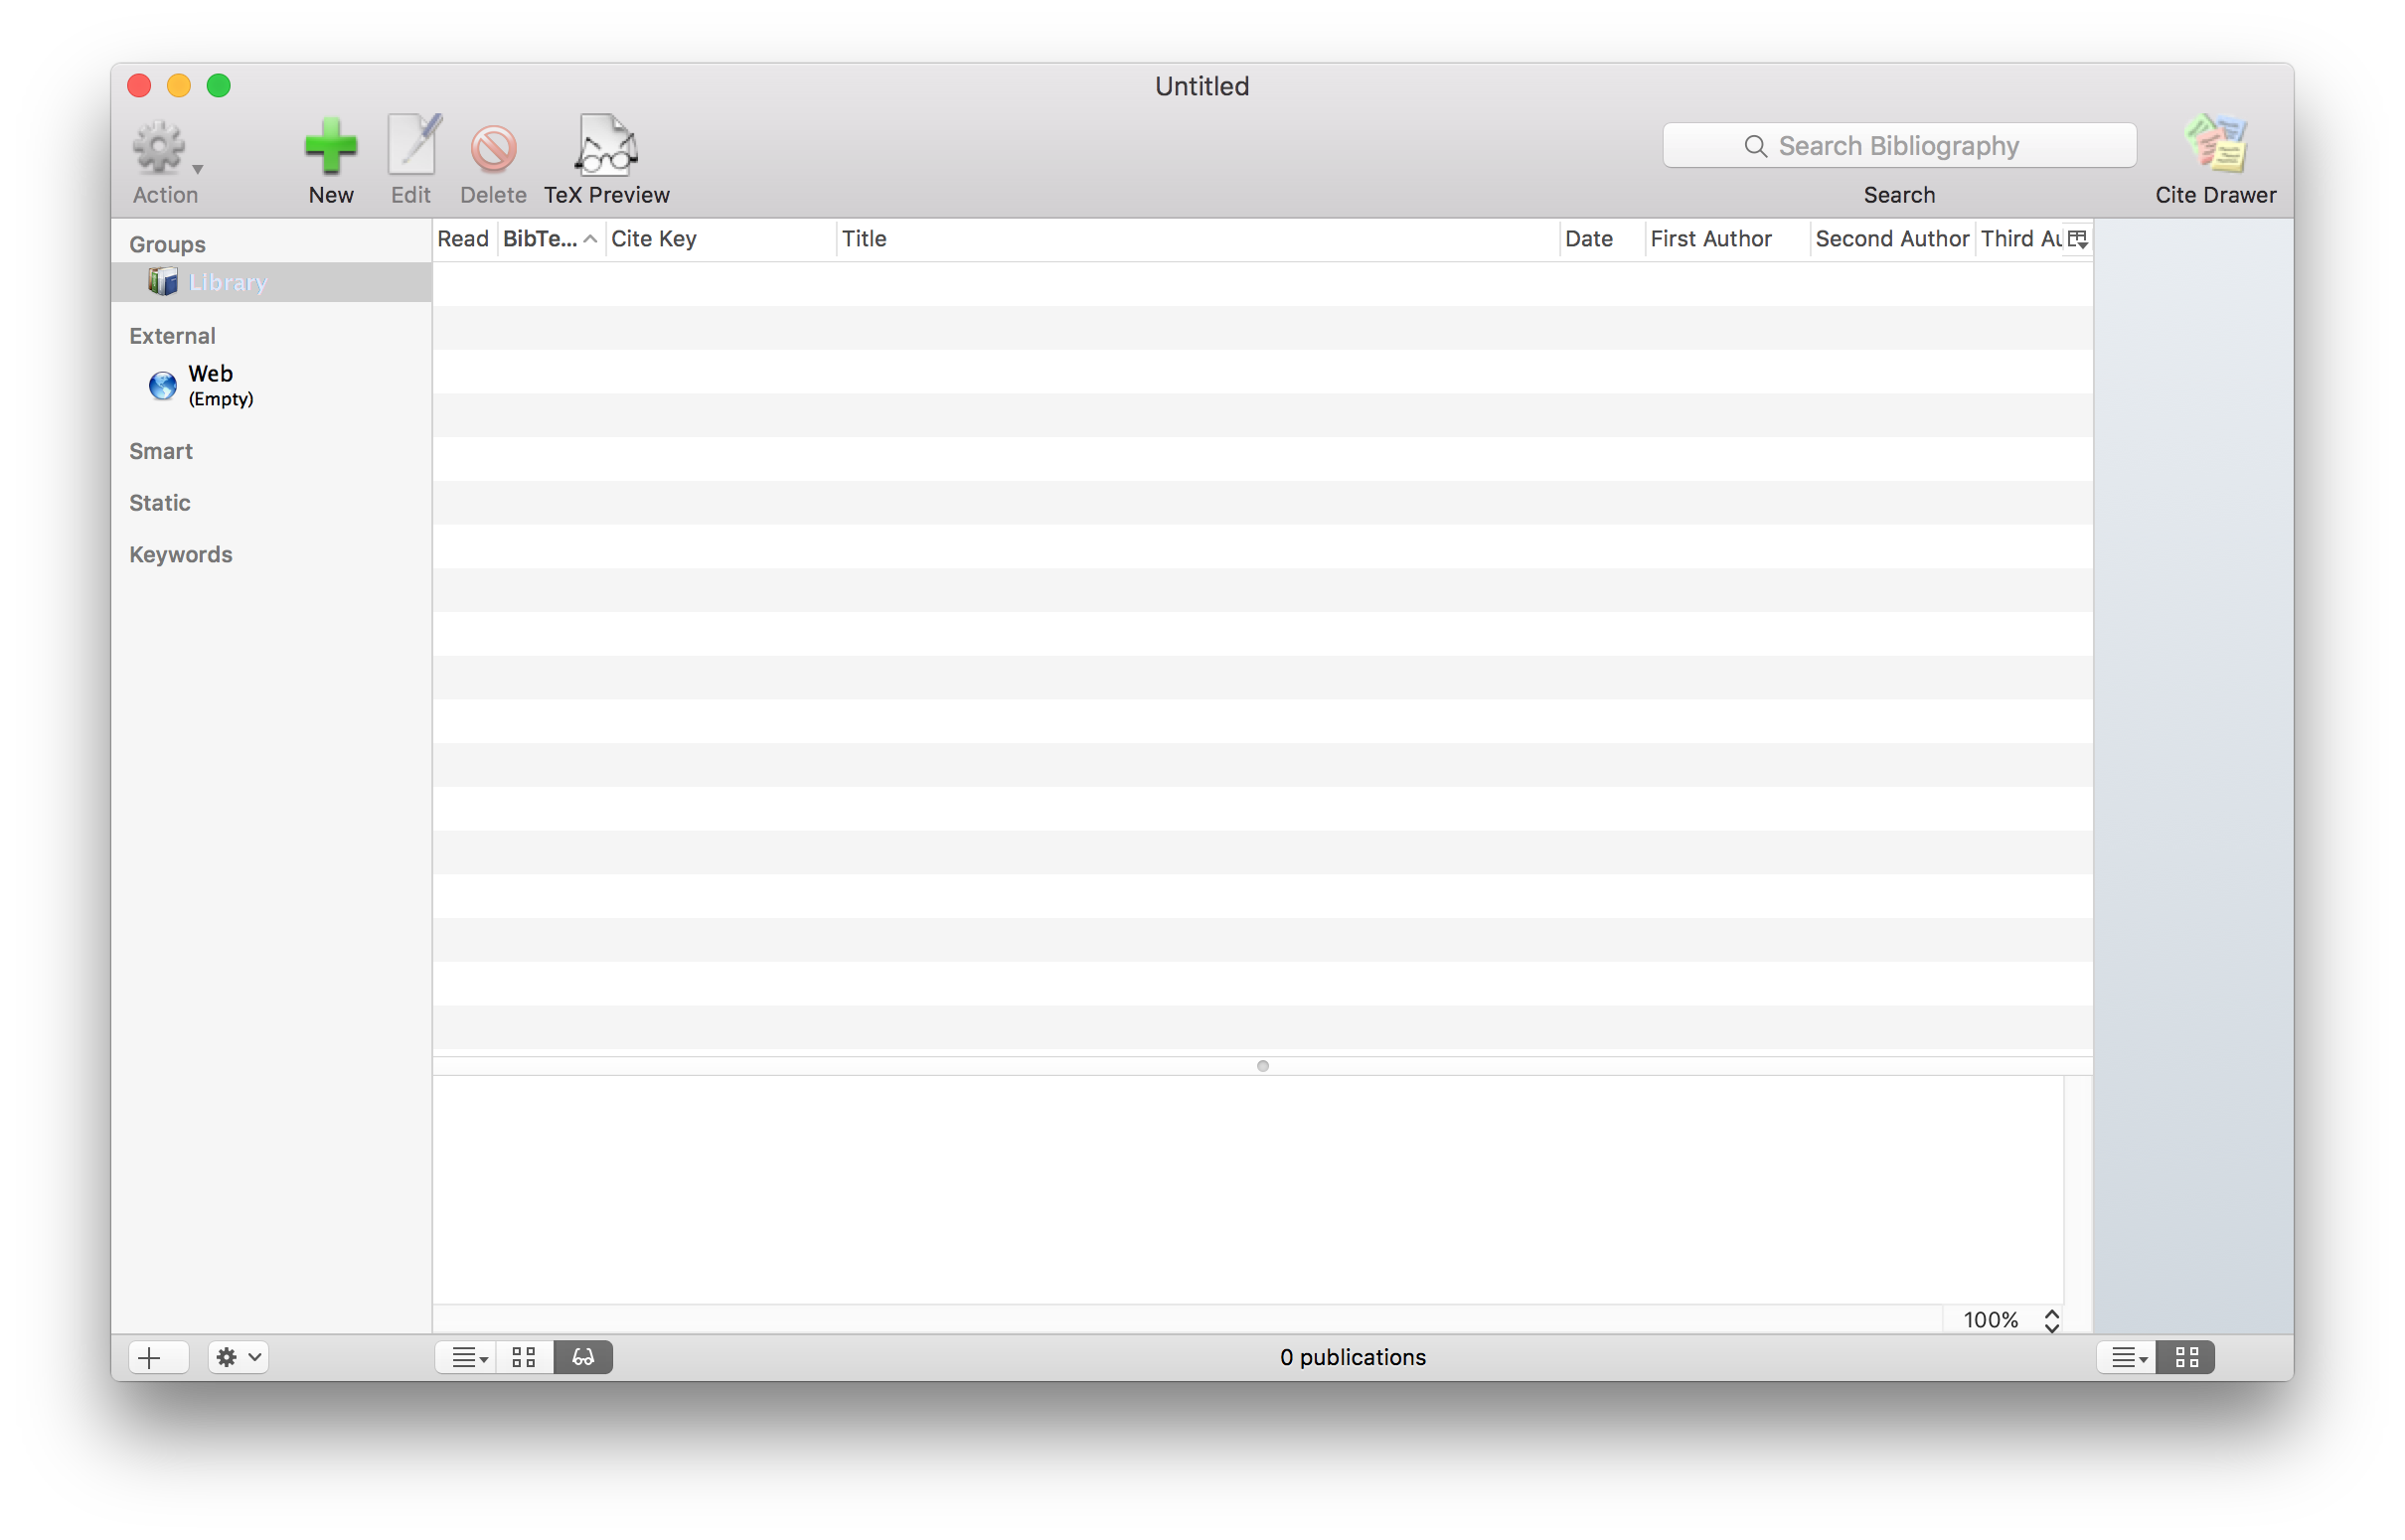 Untitled
Action
New
Edit
Delete
TeX Preview
Search Bibliography
Search
Cite Drawer
Groups
Library
External
Web
(Empty)
Smart
Static
Keywords
Read
BibTe...
Cite Key
Title
Date
First Author
Second Author
Third Au
100%
0 publications